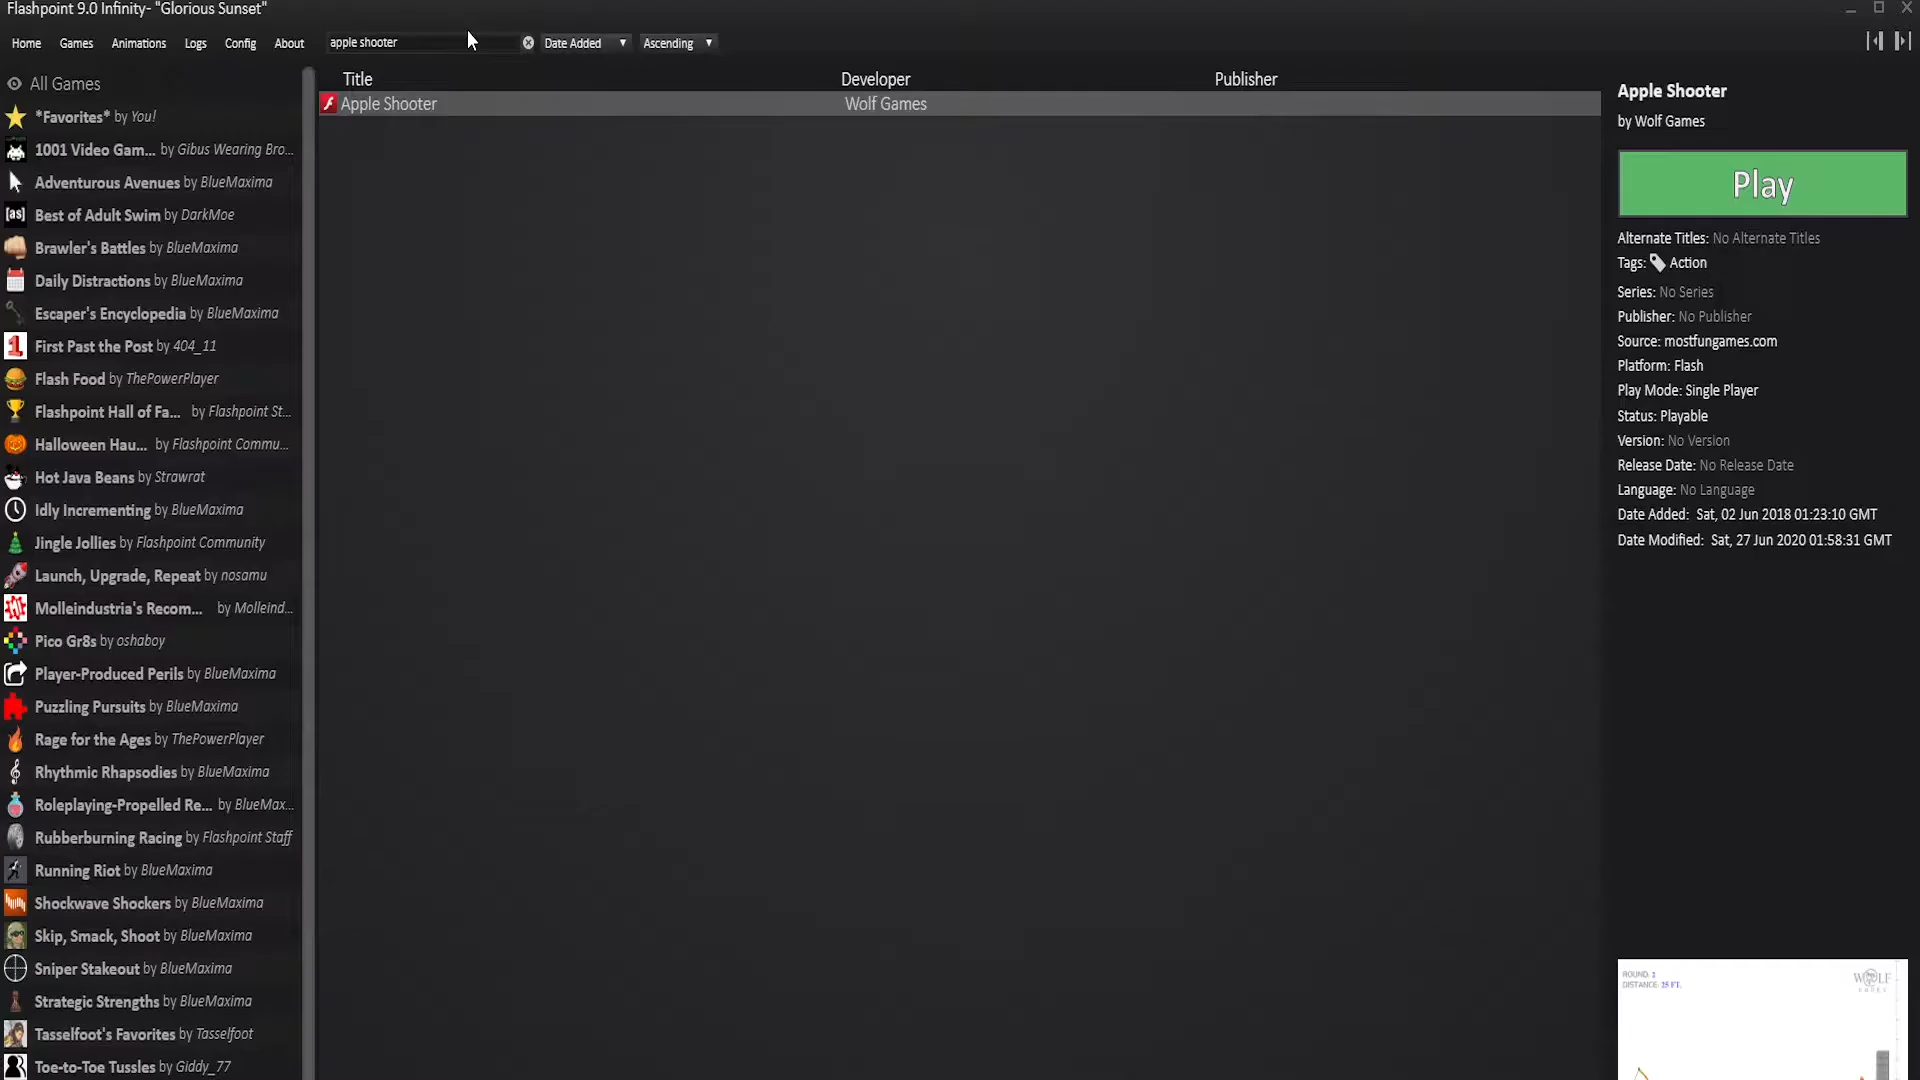 Flashpoint 9.0 Infinity- "Glorious Sunset"
Home Games Animations Logs Config About apple shooter Date Added Ascending
All Games
*Favorites* by You!
1001 Video Gam... by Gibus Wearing Bro...
Adventurous Avenues by BlueMaxima
[as] Best of Adult Swim by DarkMoe
Brawler's Battles by BlueMaxima
Daily Distractions by BlueMaxima
Escaper's Encyclopedia by BlueMaxima
1 First Past the Post by 404_11
Flash Food by ThePowerPlayer
Flashpoint Hall of Fa... by Flashpoint St...
Halloween Hau... by Flashpoint Commu...
Hot Java Beans by Strawrat
Idly Incrementing by BlueMaxima
Jingle Jollies by Flashpoint Community
Launch, Upgrade, Repeat by nosamu
Molleindustria's Recom... by Molleind...
Pico Gr8s by oshaboy
Player-Produced Perils by BlueMaxima
Puzzling Pursuits by BlueMaxima
Rage for the Ages by ThePowerPlayer
Rhythmic Rhapsodies by BlueMaxima
Roleplaying-Propelled Re... by BlueMax...
Rubberburning Racing by Flashpoint Staff
Running Riot by BlueMaxima
Shockwave Shockers by BlueMaxima
Skip, Smack, Shoot by BlueMaxima
Sniper Stakeout by BlueMaxima
Strategic Strengths by BlueMaxima
Tasselfoot's Favorites by Tasselfoot
Toe-to-Toe Tussles by Giddy_77
Title Developer Publisher
Apple Shooter Wolf Games
Apple Shooter
by Wolf Games
Play
Alternate Titles: No Alternate Titles
Tags: Action
Series: No Series
Publisher: No Publisher
Source: mostfungames.com
Platform: Flash
Play Mode: Single Player
Status: Playable
Version: No Version
Release Date: No Release Date
Language: No Language
Date Added: Sat, 02 Jun 2018 01:23:10 GMT
Date Modified: Sat, 27 Jun 2020 01:58:31 GMT
ROUND: 1
DISTANCE: 25 FT.
WOLF
GAMES